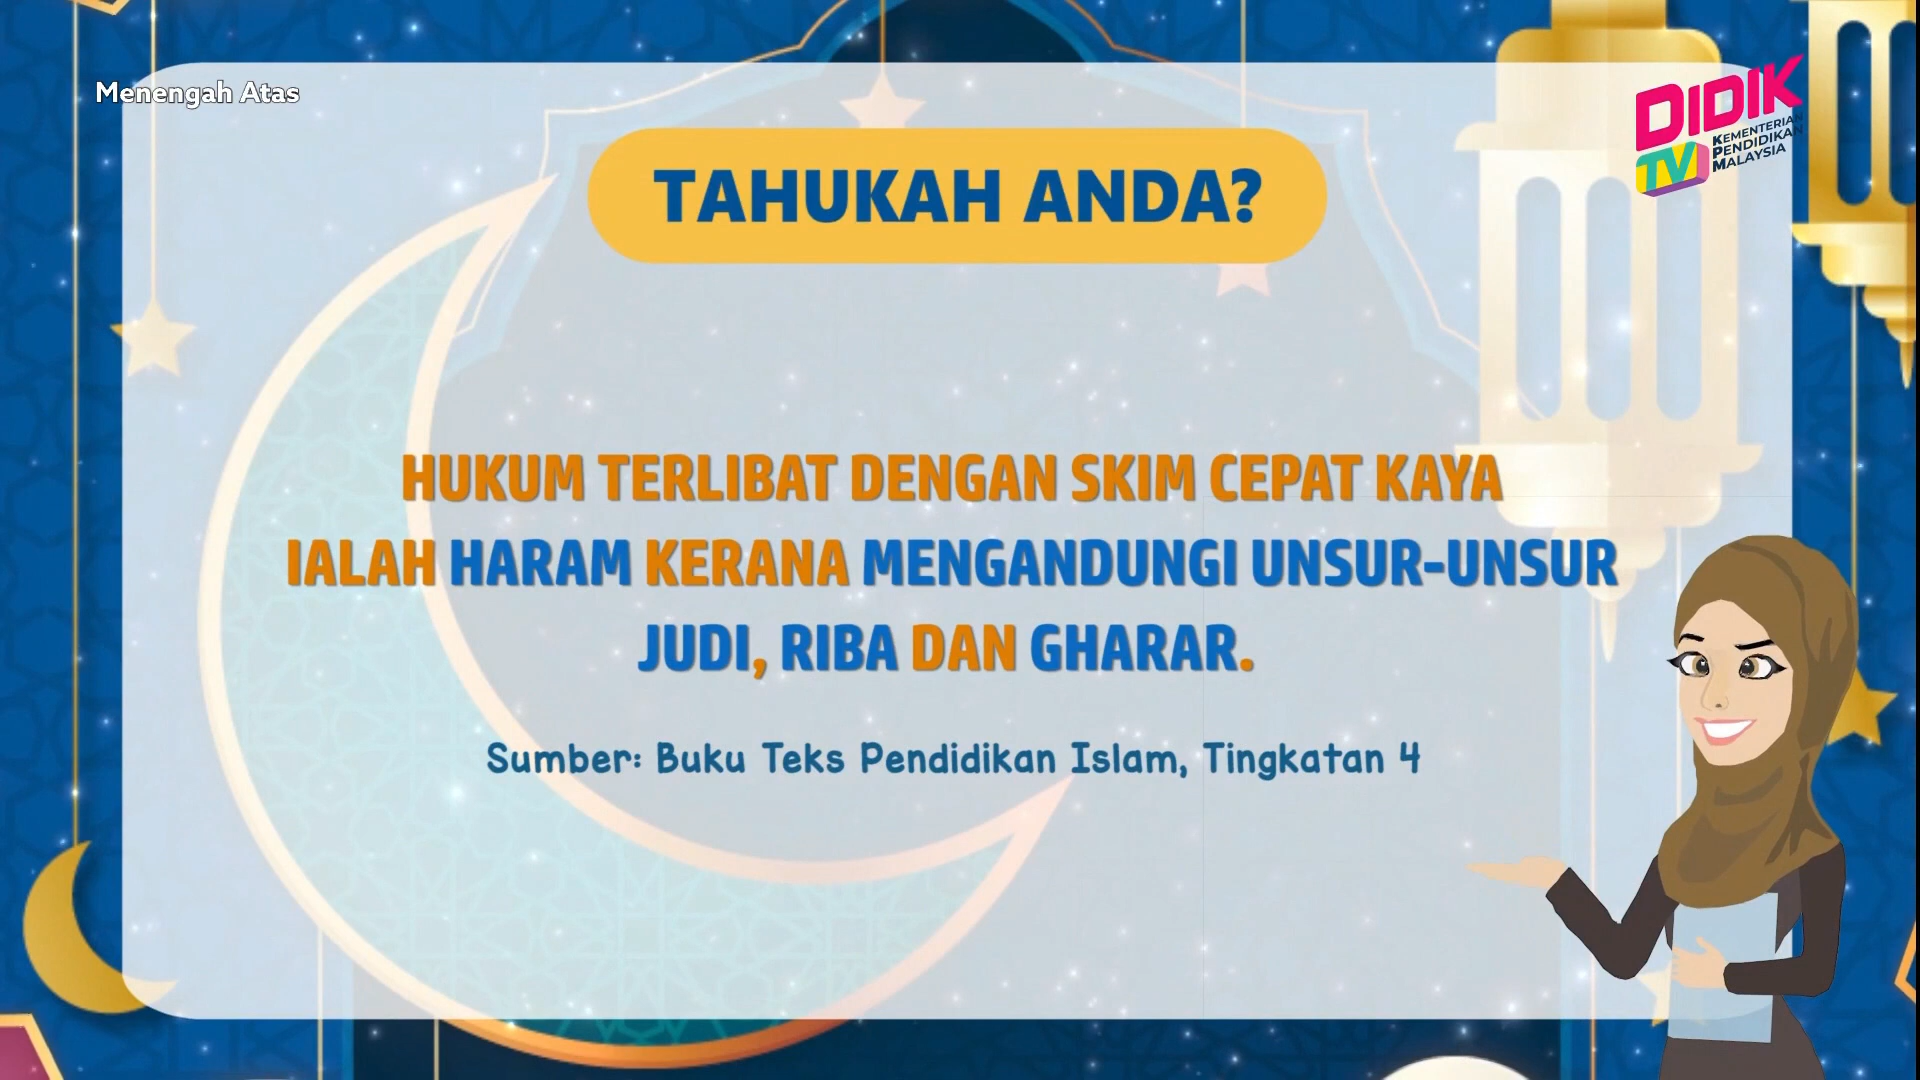 Menengah Atas
DIDIK
TV
KEMENTERIAN
PENDIDIKAN
MALAYSIA
TAHUKAH ANDA?
HUKUM TERLIBAT DENGAN SKIM CEPAT KAYA
IALAH HARAM KERANA MENGANDUNGI UNSUR-UNSUR
JUDI, RIBA DAN GHARAR.
Sumber: Buku Teks Pendidikan Islam, Tingkatan 4